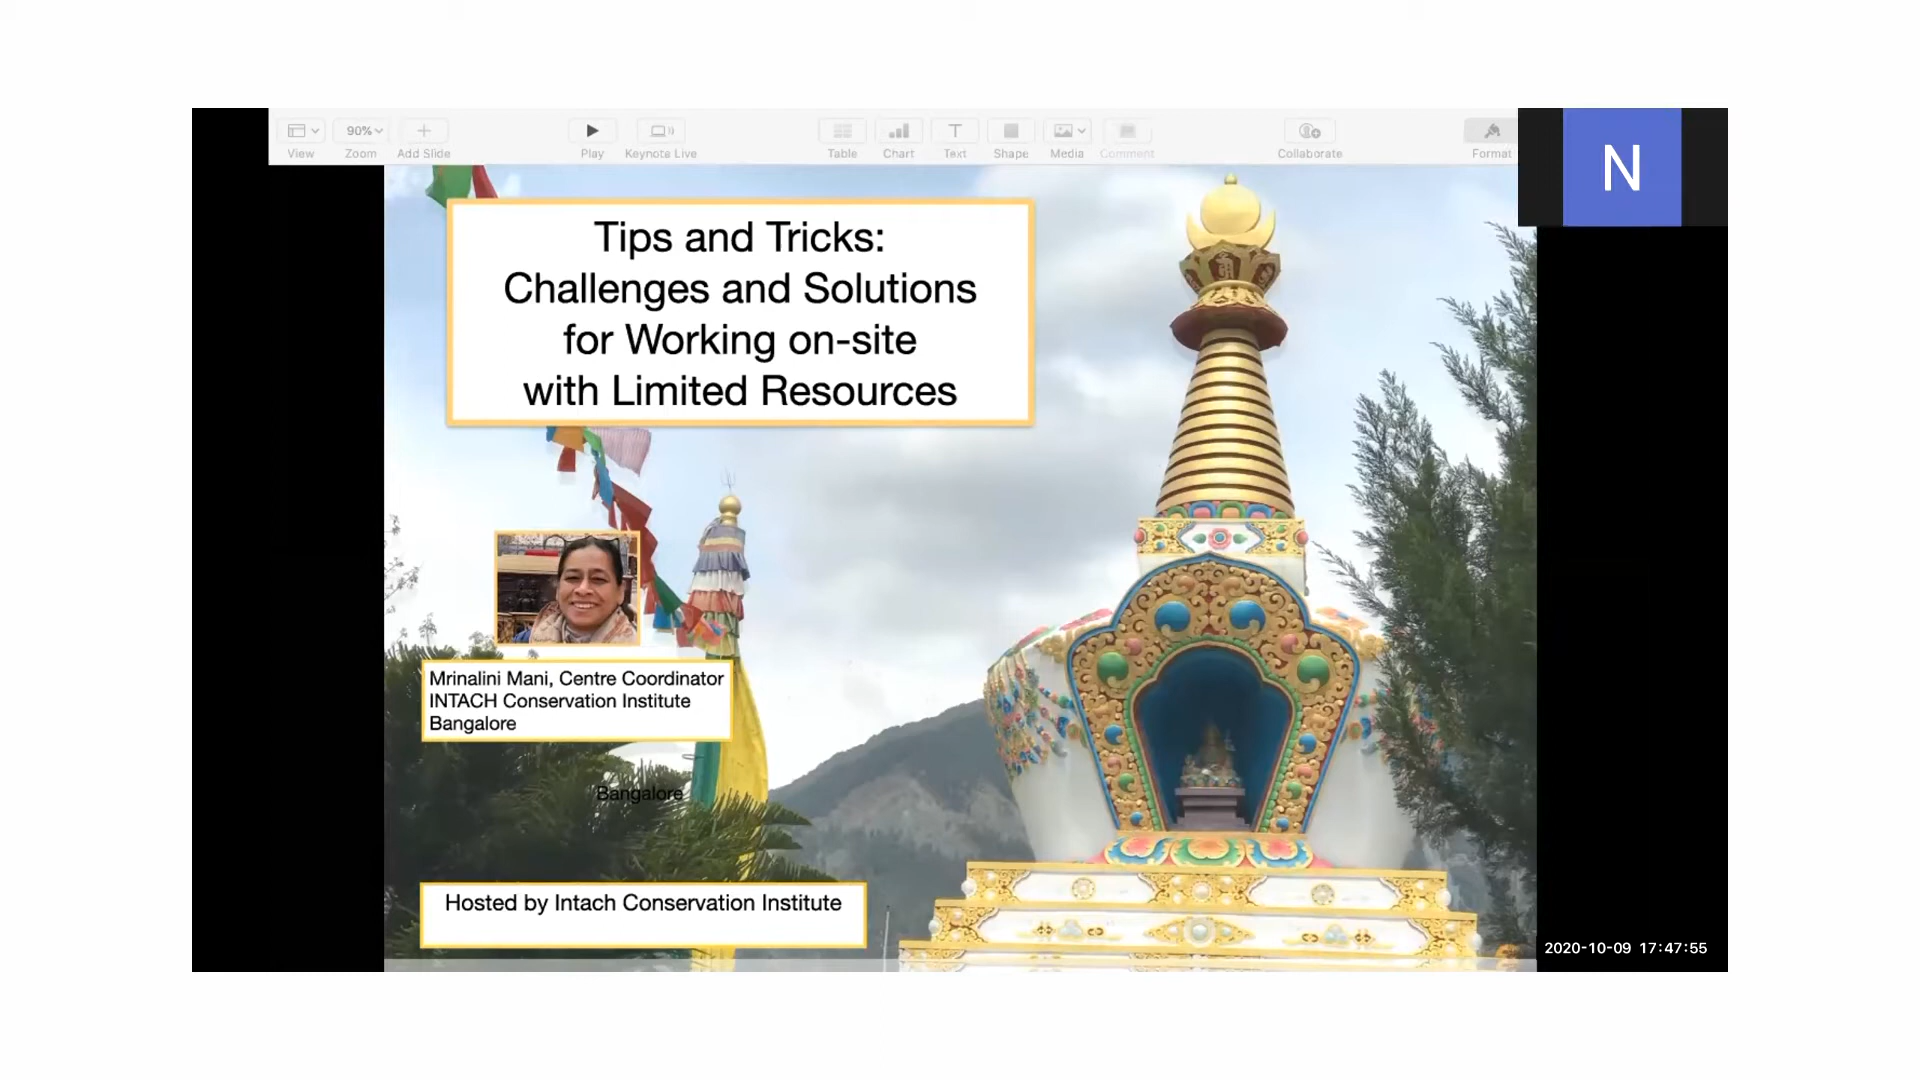 90%
View
Zoom
Add Slide
Play
Keynote Live
Table
Chart
Text
Shape
Media
Comment
Collaborate
Format
N
Tips and Tricks:
Challenges and Solutions
for Working on-site
with Limited Resources
Mrinalini Mani, Centre Coordinator
INTACH Conservation Institute
Bangalore
Bangalore
Hosted by Intach Conservation Institute
2020-10-09 17:47:55